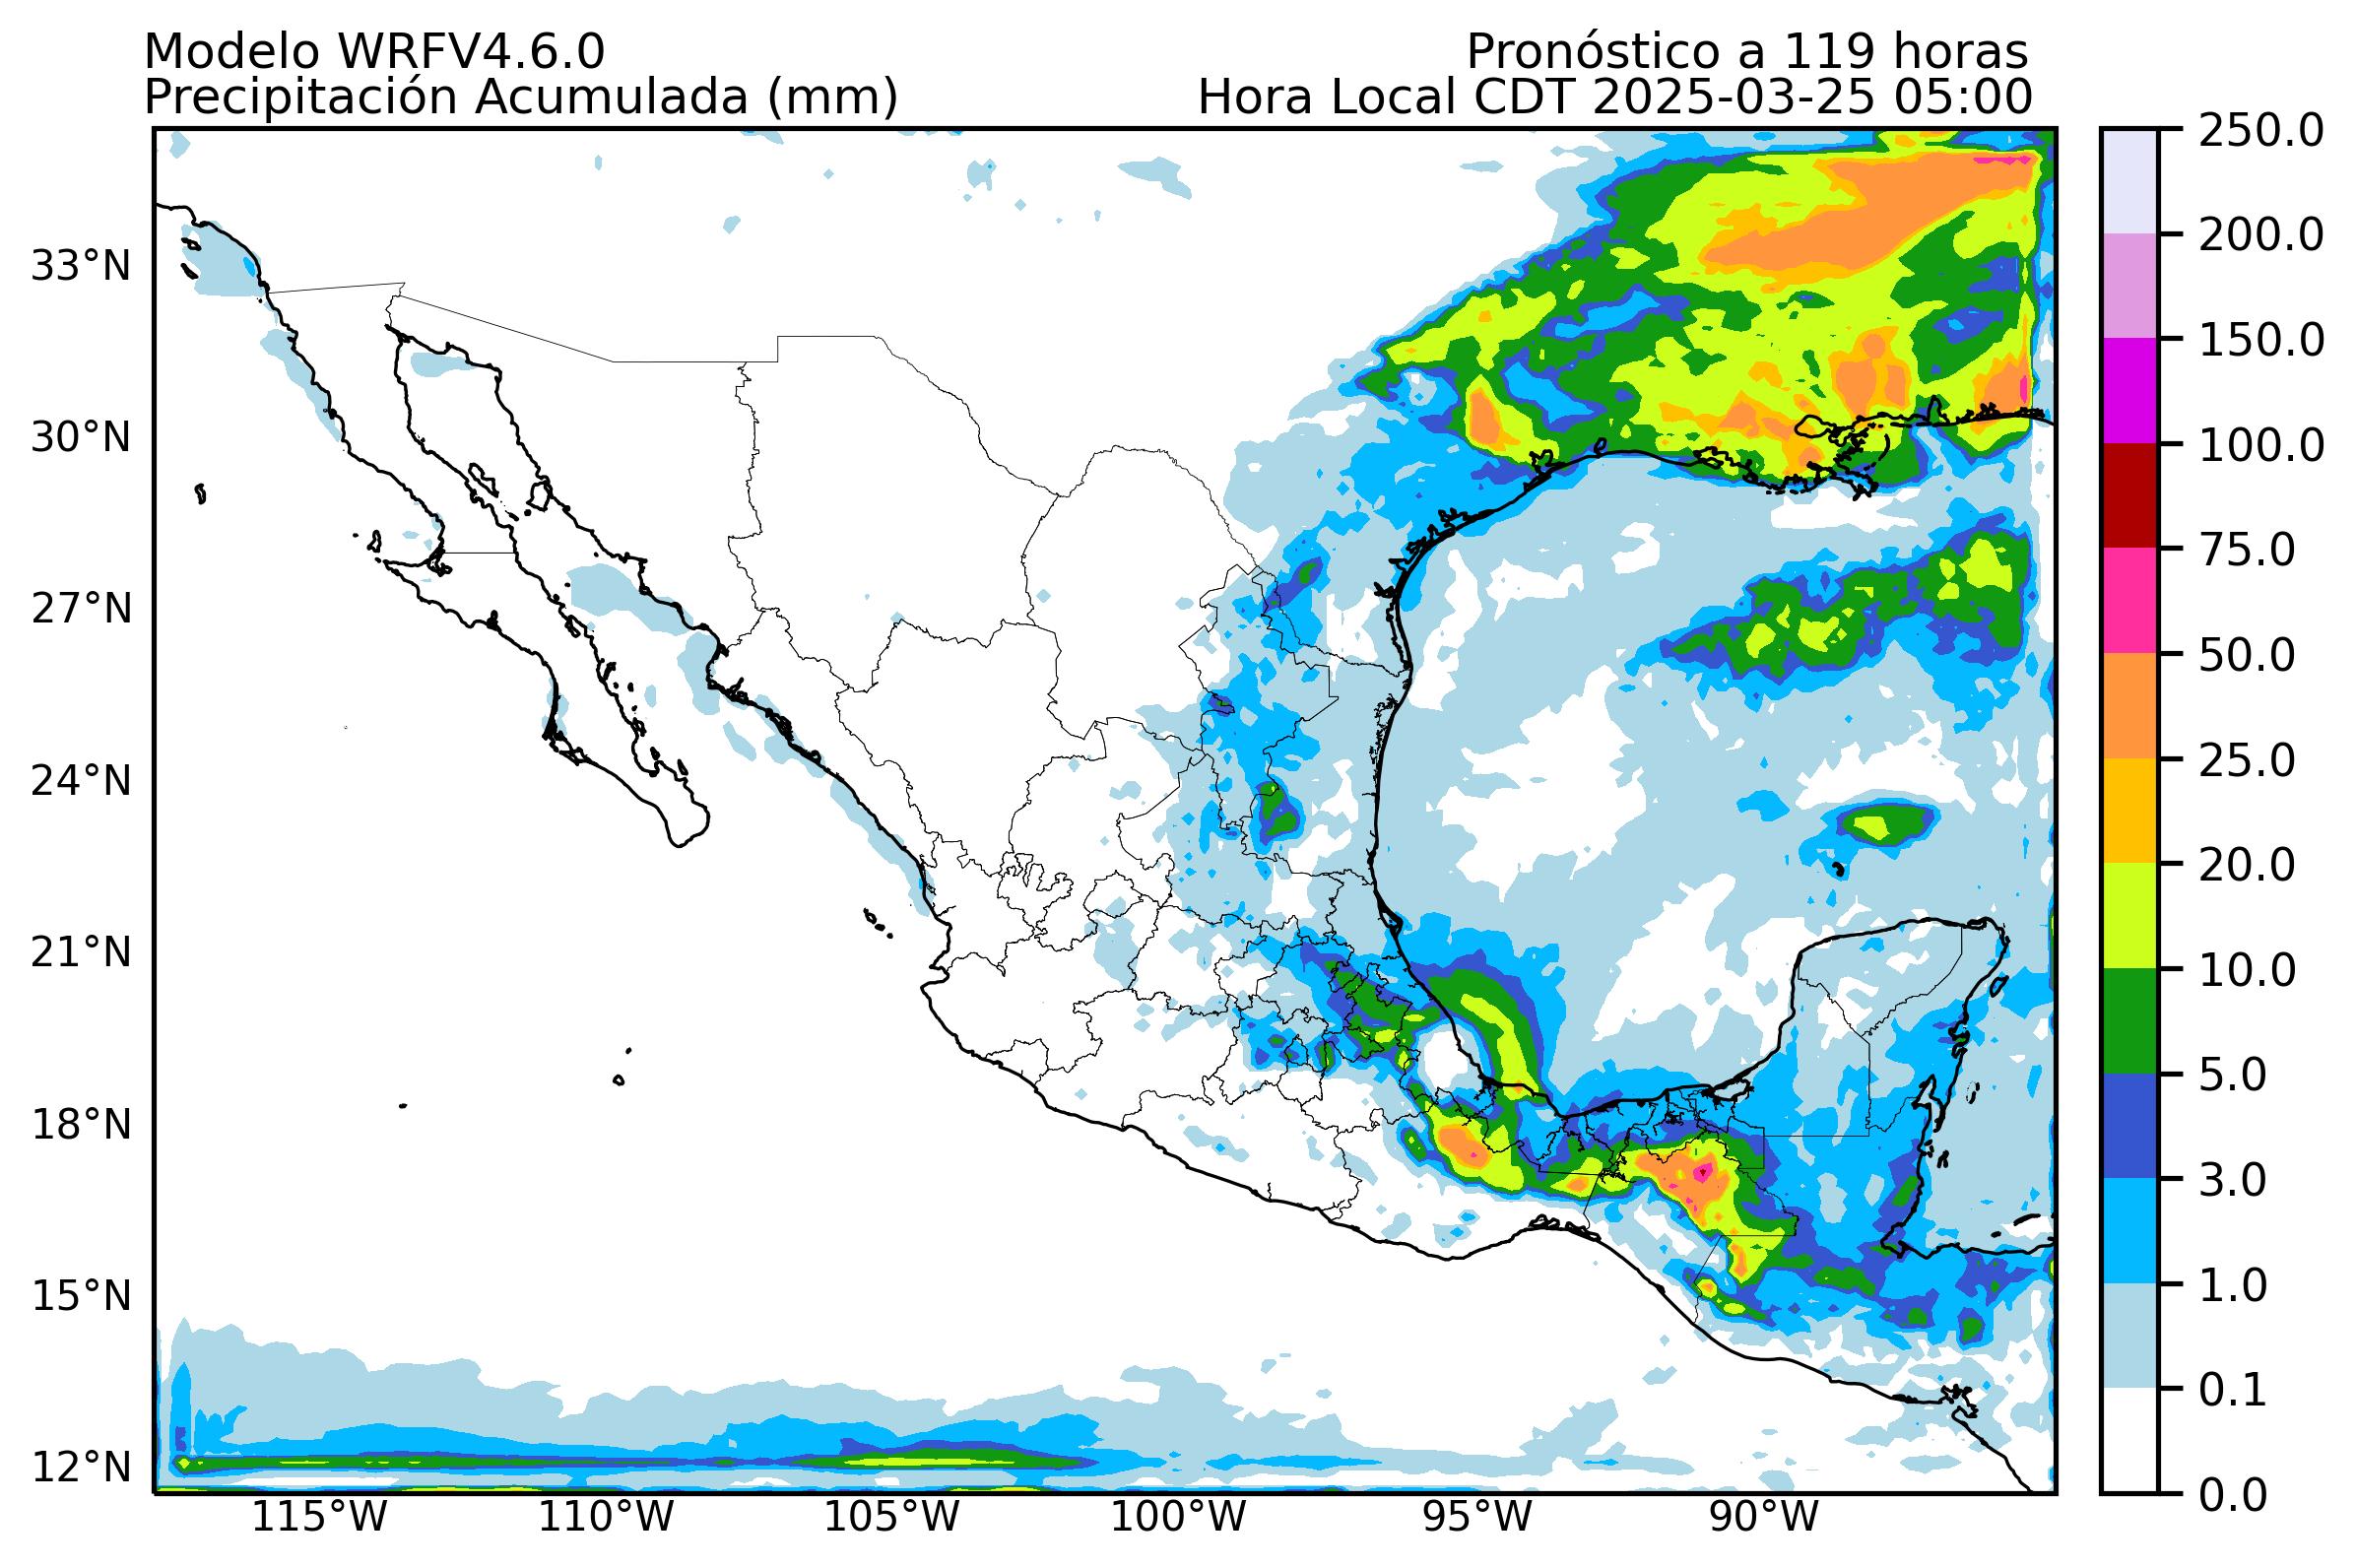 Modelo WRFV4.6.0
Pronóstico a 119 horas
Precipitación Acumulada (mm)
Hora Local CDT 2025-03-25 05:00
33°N
30°N
27°N
24°N
21°N
18°N
15°N
12°N
115°W
110°W
105°W
100°W
95°W
90°W
250.0
200.0
150.0
100.0
75.0
50.0
25.0
20.0
10.0
5.0
3.0
1.0
0.1
0.0